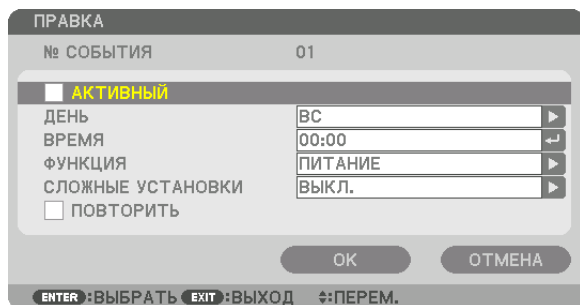 ПРАВКА
№ СОБЫТИЯ 01
АКТИВНЫЙ
ДЕНЬ ВС
ВРЕМЯ 00:00
ФУНКЦИЯ ПИТАНИЕ
СЛОЖНЫЕ УСТАНОВКИ ВЫКЛ.
ПОВТОРИТЬ
ОК ОТМЕНА
ENTER :ВЫБРАТЬ EXIT :ВЫХОД :ПЕРЕМ.